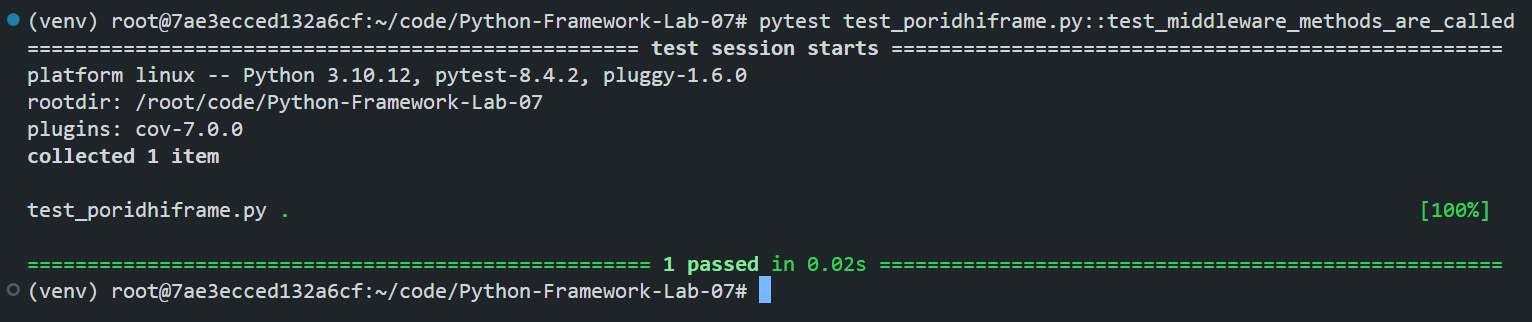 (venv) root@7ae3ecced132a6cf:~/code/Python-Framework-Lab-07# pytest test_poridhiframe.py::test_middleware_methods_are_called
================================================= test session starts =================================================
platform linux -- Python 3.10.12, pytest-8.4.2, pluggy-1.6.0
rootdir: /root/code/Python-Framework-Lab-07
plugins: cov-7.0.0
collected 1 item
test_poridhiframe.py . [100%]
================================================== 1 passed in 0.02s ==================================================
(venv) root@7ae3ecced132a6cf:~/code/Python-Framework-Lab-07#